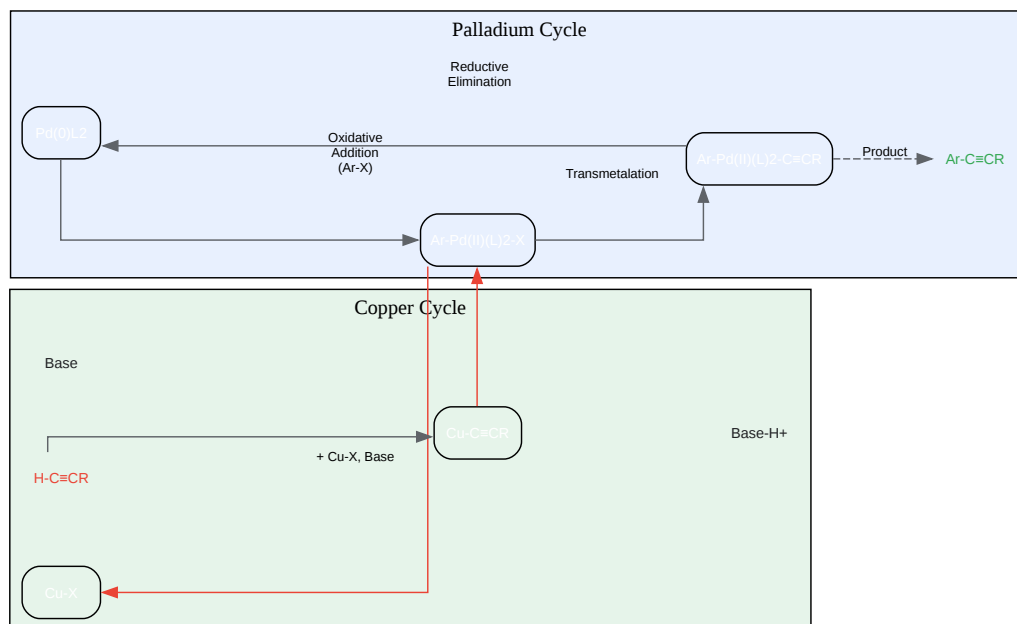 Palladium Cycle
Reductive
Elimination
Pd(0)L2
Oxidative
Addition
(Ar-X)
Transmetalation
Ar-Pd(II)(L)2-C≡CR
Product
Ar-C≡CR
Ar-Pd(II)(L)2-X
Copper Cycle
Base
Cu-C≡CR
Base-H+
+ Cu-X, Base
H-C≡CR
Cu-X